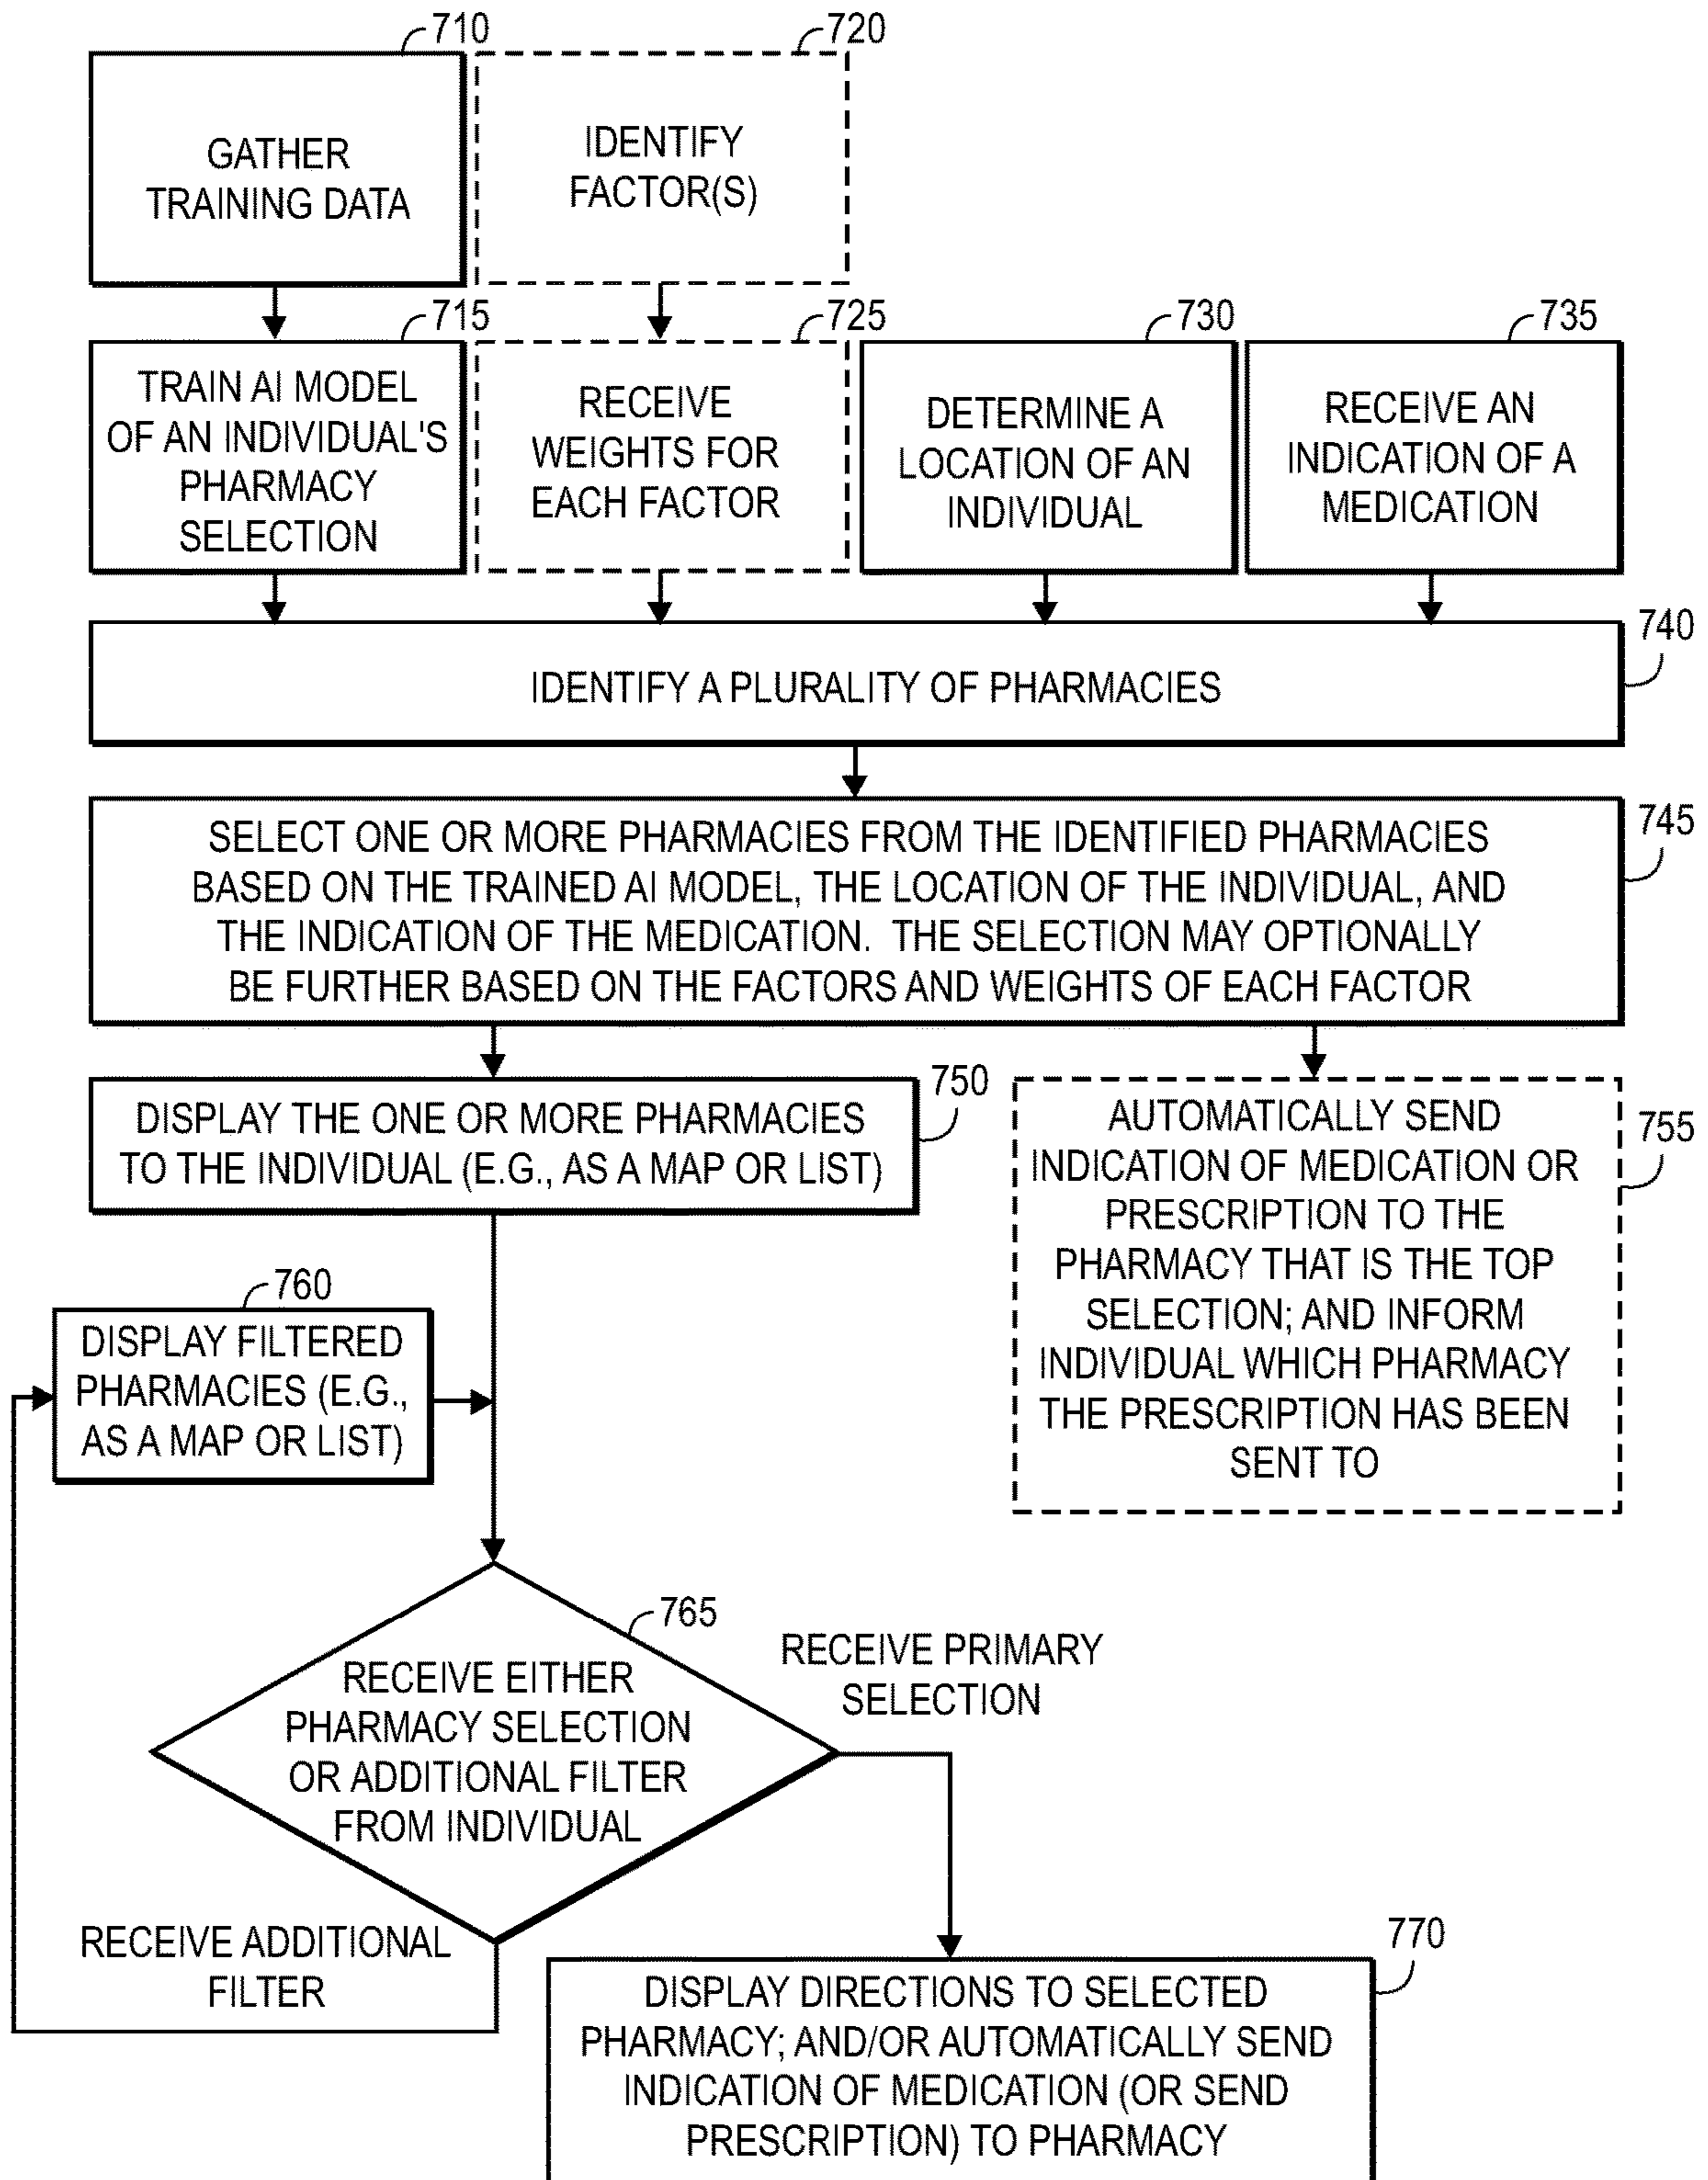 710
GATHER
TRAINING DATA
720
IDENTIFY
FACTOR(S)
715
TRAIN AI MODEL
OF AN INDIVIDUAL'S
PHARMACY
SELECTION
725
RECEIVE
WEIGHTS FOR
EACH FACTOR
730
DETERMINE A
LOCATION OF AN
INDIVIDUAL
735
RECEIVE AN
INDICATION OF A
MEDICATION
740
IDENTIFY A PLURALITY OF PHARMACIES
745
SELECT ONE OR MORE PHARMACIES FROM THE IDENTIFIED PHARMACIES
BASED ON THE TRAINED AI MODEL, THE LOCATION OF THE INDIVIDUAL, AND
THE INDICATION OF THE MEDICATION. THE SELECTION MAY OPTIONALLY
BE FURTHER BASED ON THE FACTORS AND WEIGHTS OF EACH FACTOR
750
DISPLAY THE ONE OR MORE PHARMACIES
TO THE INDIVIDUAL (E.G., AS A MAP OR LIST)
755
AUTOMATICALLY SEND
INDICATION OF MEDICATION OR
PRESCRIPTION TO THE
PHARMACY THAT IS THE TOP
SELECTION; AND INFORM
INDIVIDUAL WHICH PHARMACY
THE PRESCRIPTION HAS BEEN
SENT TO
760
DISPLAY FILTERED
PHARMACIES (E.G.,
AS A MAP OR LIST)
765
RECEIVE EITHER
PHARMACY SELECTION
OR ADDITIONAL FILTER
FROM INDIVIDUAL
RECEIVE PRIMARY
SELECTION
RECEIVE ADDITIONAL
FILTER
770
DISPLAY DIRECTIONS TO SELECTED
PHARMACY; AND/OR AUTOMATICALLY SEND
INDICATION OF MEDICATION (OR SEND
PRESCRIPTION) TO PHARMACY